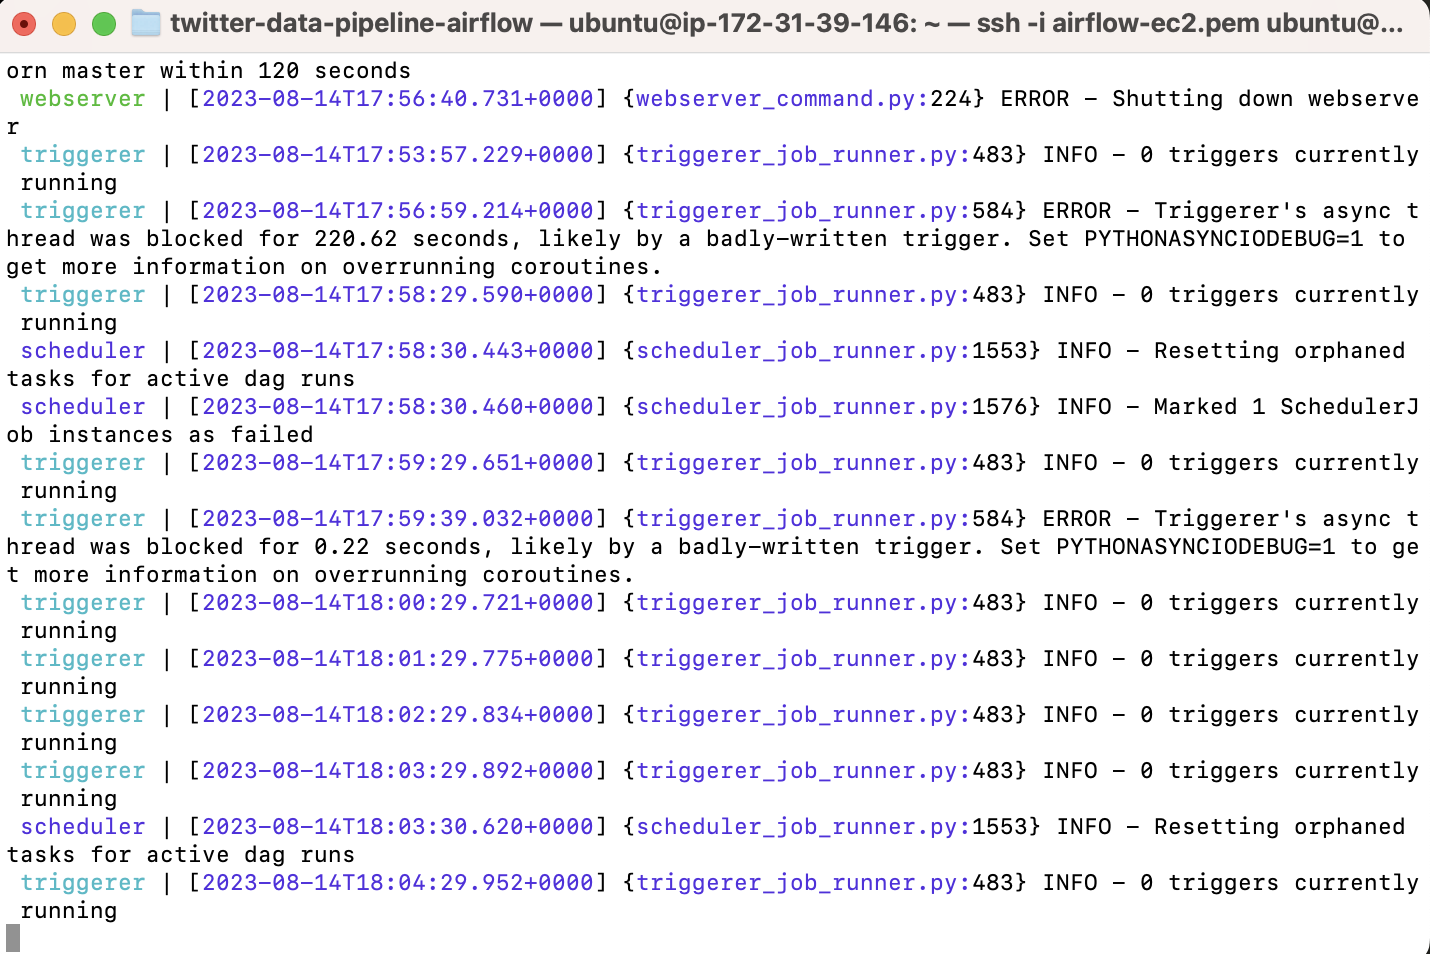 twitter-data-pipeline-airflow — ubuntu@ip-172-31-39-146: ~ — ssh -i airflow-ec2.pem ubuntu@...
orn master within 120 seconds
webserver | [2023-08-14T17:56:40.731+0000] {webserver_command.py:224} ERROR - Shutting down webserve
r
triggerer | [2023-08-14T17:53:57.229+0000] {triggerer_job_runner.py:483} INFO - 0 triggers currently
running
triggerer | [2023-08-14T17:56:59.214+0000] {triggerer_job_runner.py:584} ERROR - Triggerer's async t
hread was blocked for 220.62 seconds, likely by a badly-written trigger. Set PYTHONASYNCIODEBUG=1 to
get more information on overrunning coroutines.
triggerer | [2023-08-14T17:58:29.590+0000] {triggerer_job_runner.py:483} INFO - 0 triggers currently
running
scheduler | [2023-08-14T17:58:30.443+0000] {scheduler_job_runner.py:1553} INFO - Resetting orphaned
tasks for active dag runs
scheduler | [2023-08-14T17:58:30.460+0000] {scheduler_job_runner.py:1576} INFO - Marked 1 SchedulerJ
ob instances as failed
triggerer | [2023-08-14T17:59:29.651+0000] {triggerer_job_runner.py:483} INFO - 0 triggers currently
running
triggerer | [2023-08-14T17:59:39.032+0000] {triggerer_job_runner.py:584} ERROR - Triggerer's async t
hread was blocked for 0.22 seconds, likely by a badly-written trigger. Set PYTHONASYNCIODEBUG=1 to ge
t more information on overrunning coroutines.
triggerer | [2023-08-14T18:00:29.721+0000] {triggerer_job_runner.py:483} INFO - 0 triggers currently
running
triggerer | [2023-08-14T18:01:29.775+0000] {triggerer_job_runner.py:483} INFO - 0 triggers currently
running
triggerer | [2023-08-14T18:02:29.834+0000] {triggerer_job_runner.py:483} INFO - 0 triggers currently
running
triggerer | [2023-08-14T18:03:29.892+0000] {triggerer_job_runner.py:483} INFO - 0 triggers currently
running
scheduler | [2023-08-14T18:03:30.620+0000] {scheduler_job_runner.py:1553} INFO - Resetting orphaned
tasks for active dag runs
triggerer | [2023-08-14T18:04:29.952+0000] {triggerer_job_runner.py:483} INFO - 0 triggers currently
running